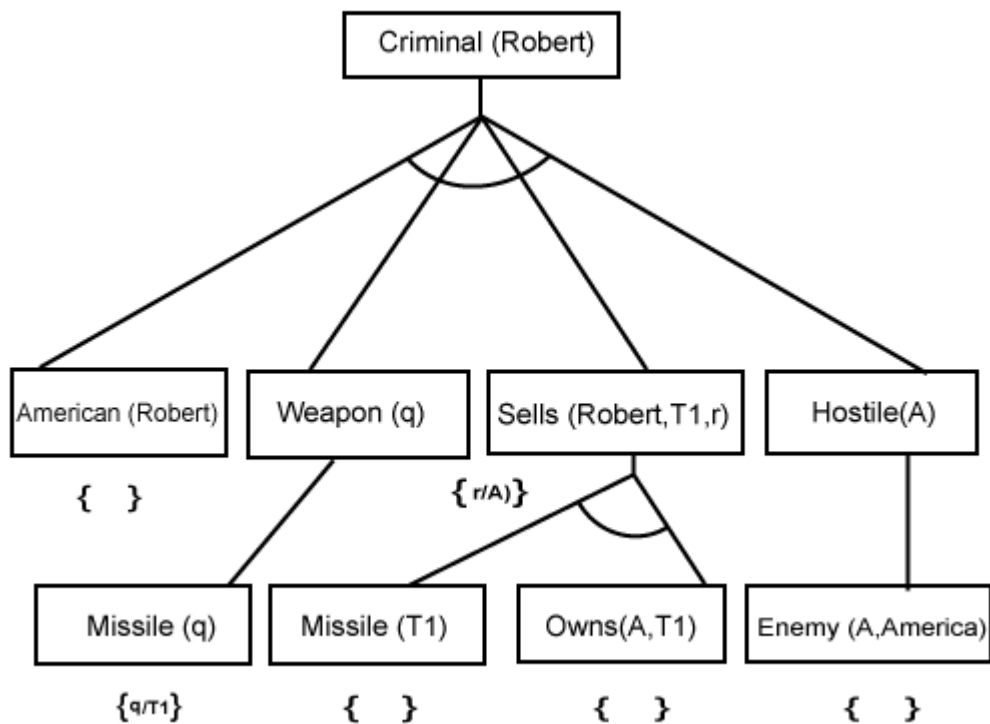 Criminal (Robert)
American (Robert)
Weapon (q)
Sells (Robert,T1,r)
Hostile(A)
{ }
{ r/A)}
Missile (q)
Missile (T1)
Owns(A,T1)
Enemy (A,America)
{q/T1}
{ }
{ }
{ }